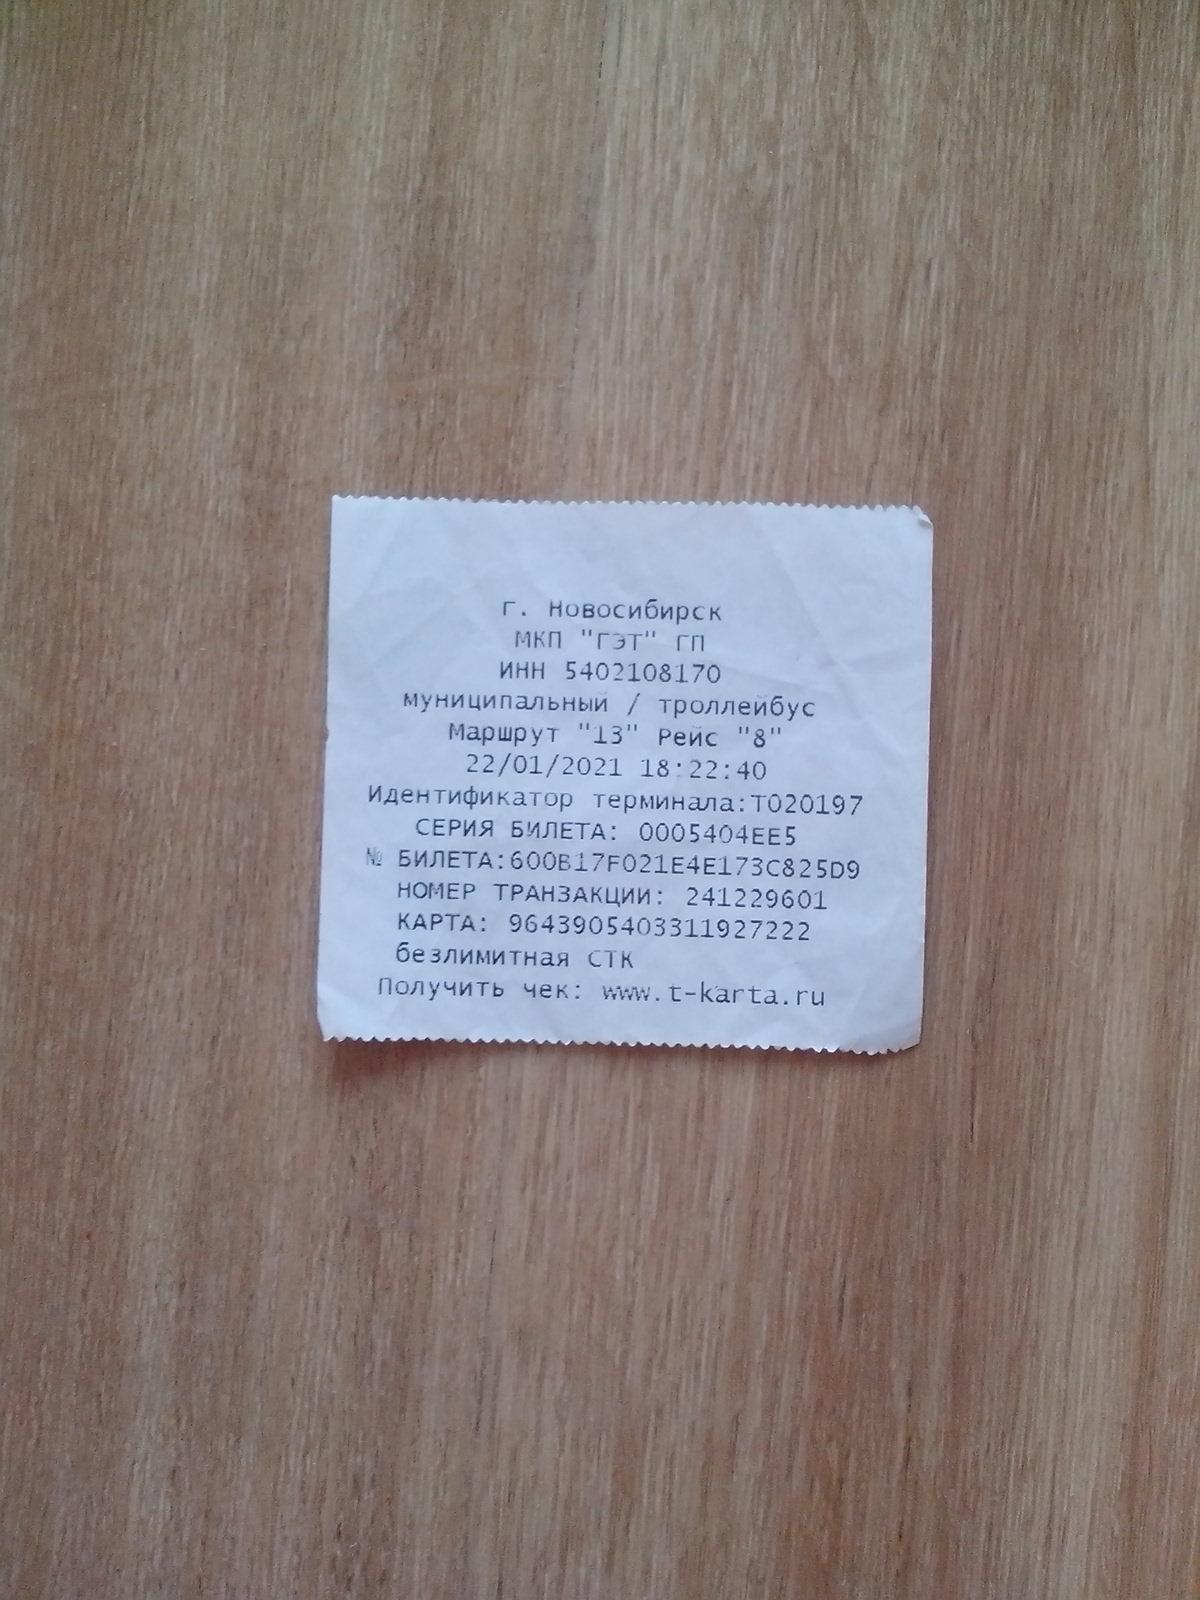 г. Новосибирск
МКП "ГЭТ" ГП
ИНН 5402108170
муниципальный / троллейбус
Маршрут "13" Рейс "8"
22/01/2021 18:22:40
Идентификатор терминала:T020197
СЕРИЯ БИЛЕТА: 0005404EE5
№ БИЛЕТА:600B17F021E4E173C825D9
НОМЕР ТРАНЗАКЦИИ: 241229601
КАРТА: 9643905403311927222
безлимитная СТК
Получить чек: www.t-karta.ru